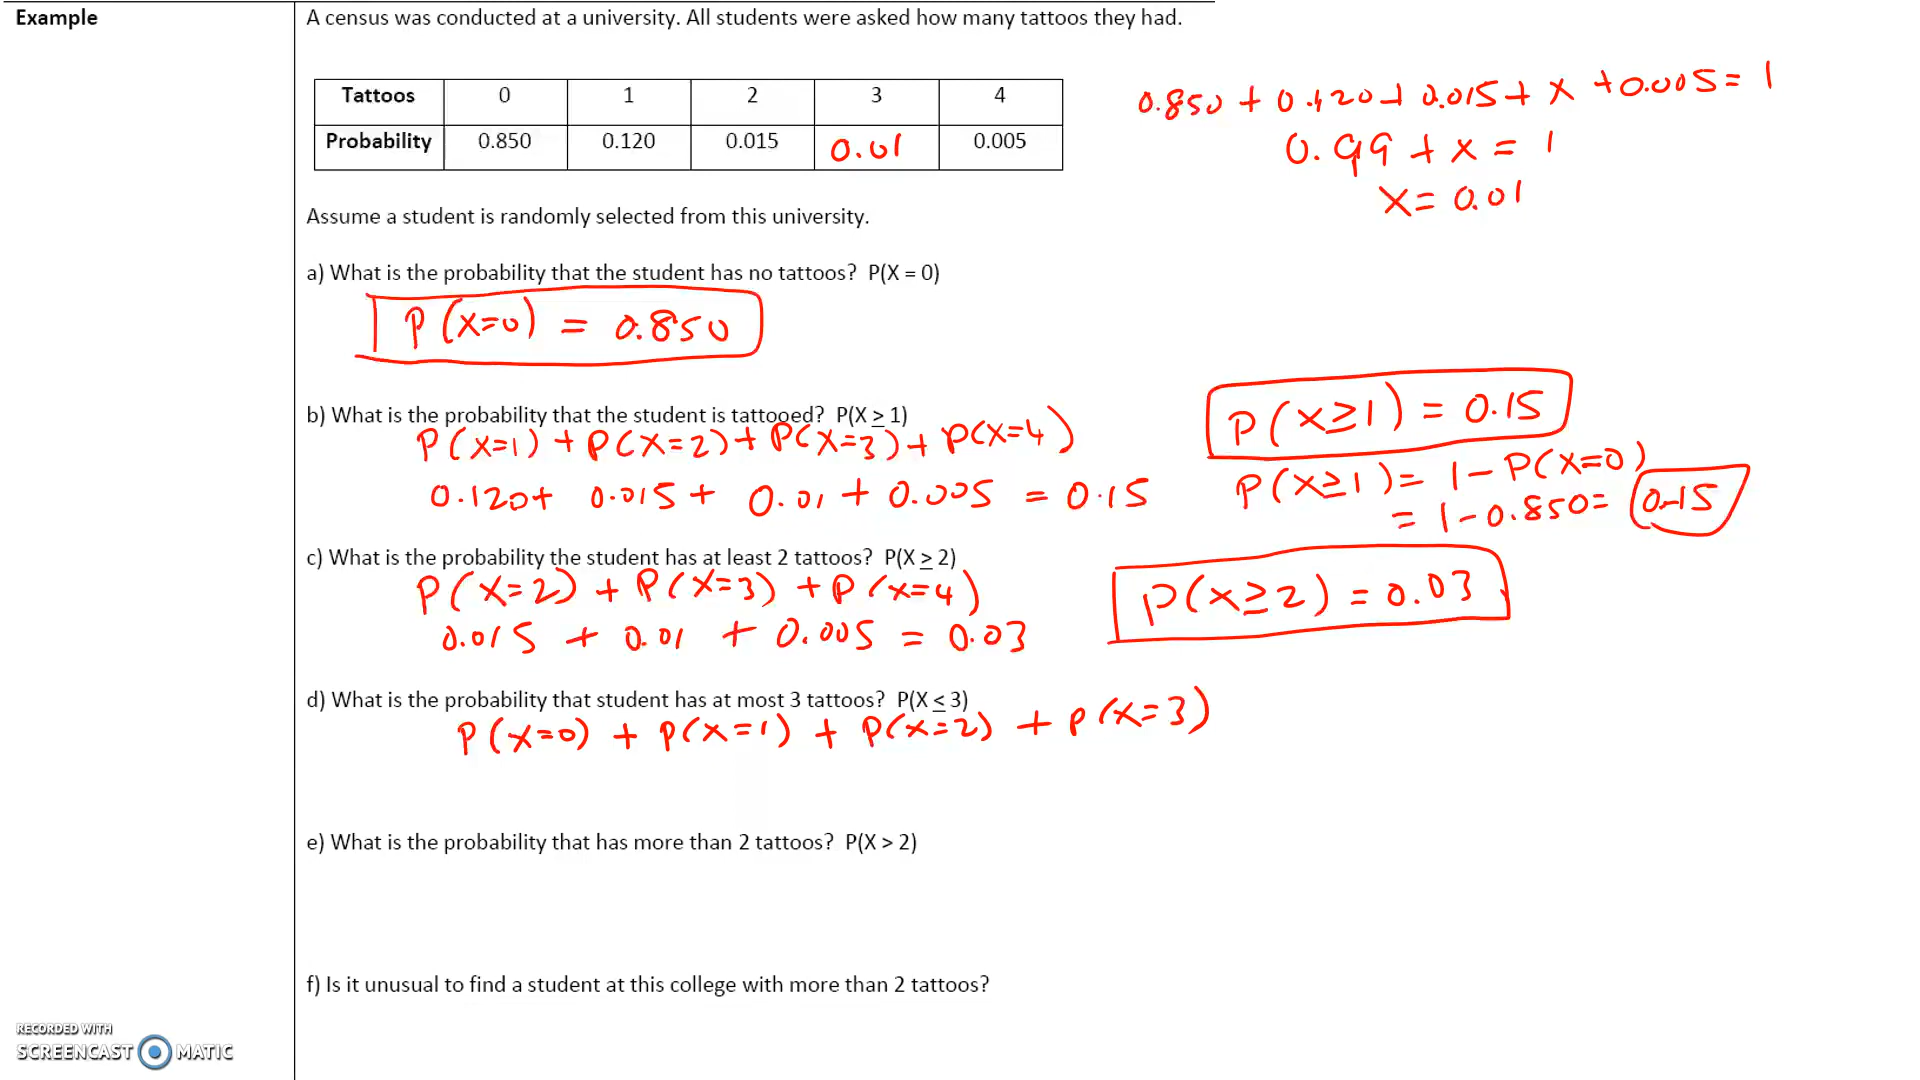 Example
A census was conducted at a university. All students were asked how many tattoos they had.
Tattoos 0 1 2 3 4
Probability 0.850 0.120 0.015 0.01 0.005
0.850 + 0.120 + 0.015 + x + 0.005 = 1
0.99 + x = 1
x = 0.01
Assume a student is randomly selected from this university.
a) What is the probability that the student has no tattoos? P(X = 0)
P(x=0) = 0.850
b) What is the probability that the student is tattooed? P(X ≥ 1)
P(x=1) + P(x=2) + P(x=3) + P(x=4)
0.120 + 0.015 + 0.01 + 0.005 = 0.15
P(x≥1) = 0.15
P(x≥1) = 1 - P(x=0)
= 1 - 0.850 = 0.15
c) What is the probability the student has at least 2 tattoos? P(X ≥ 2)
P(x=2) + P(x=3) + P(x=4)
0.015 + 0.01 + 0.005 = 0.03
P(x≥2) = 0.03
d) What is the probability that student has at most 3 tattoos? P(X ≤ 3)
P(x=0) + P(x=1) + P(x=2) + P(x=3)
e) What is the probability that has more than 2 tattoos? P(X > 2)
f) Is it unusual to find a student at this college with more than 2 tattoos?
RECORDED WITH
SCREENCAST MATIC